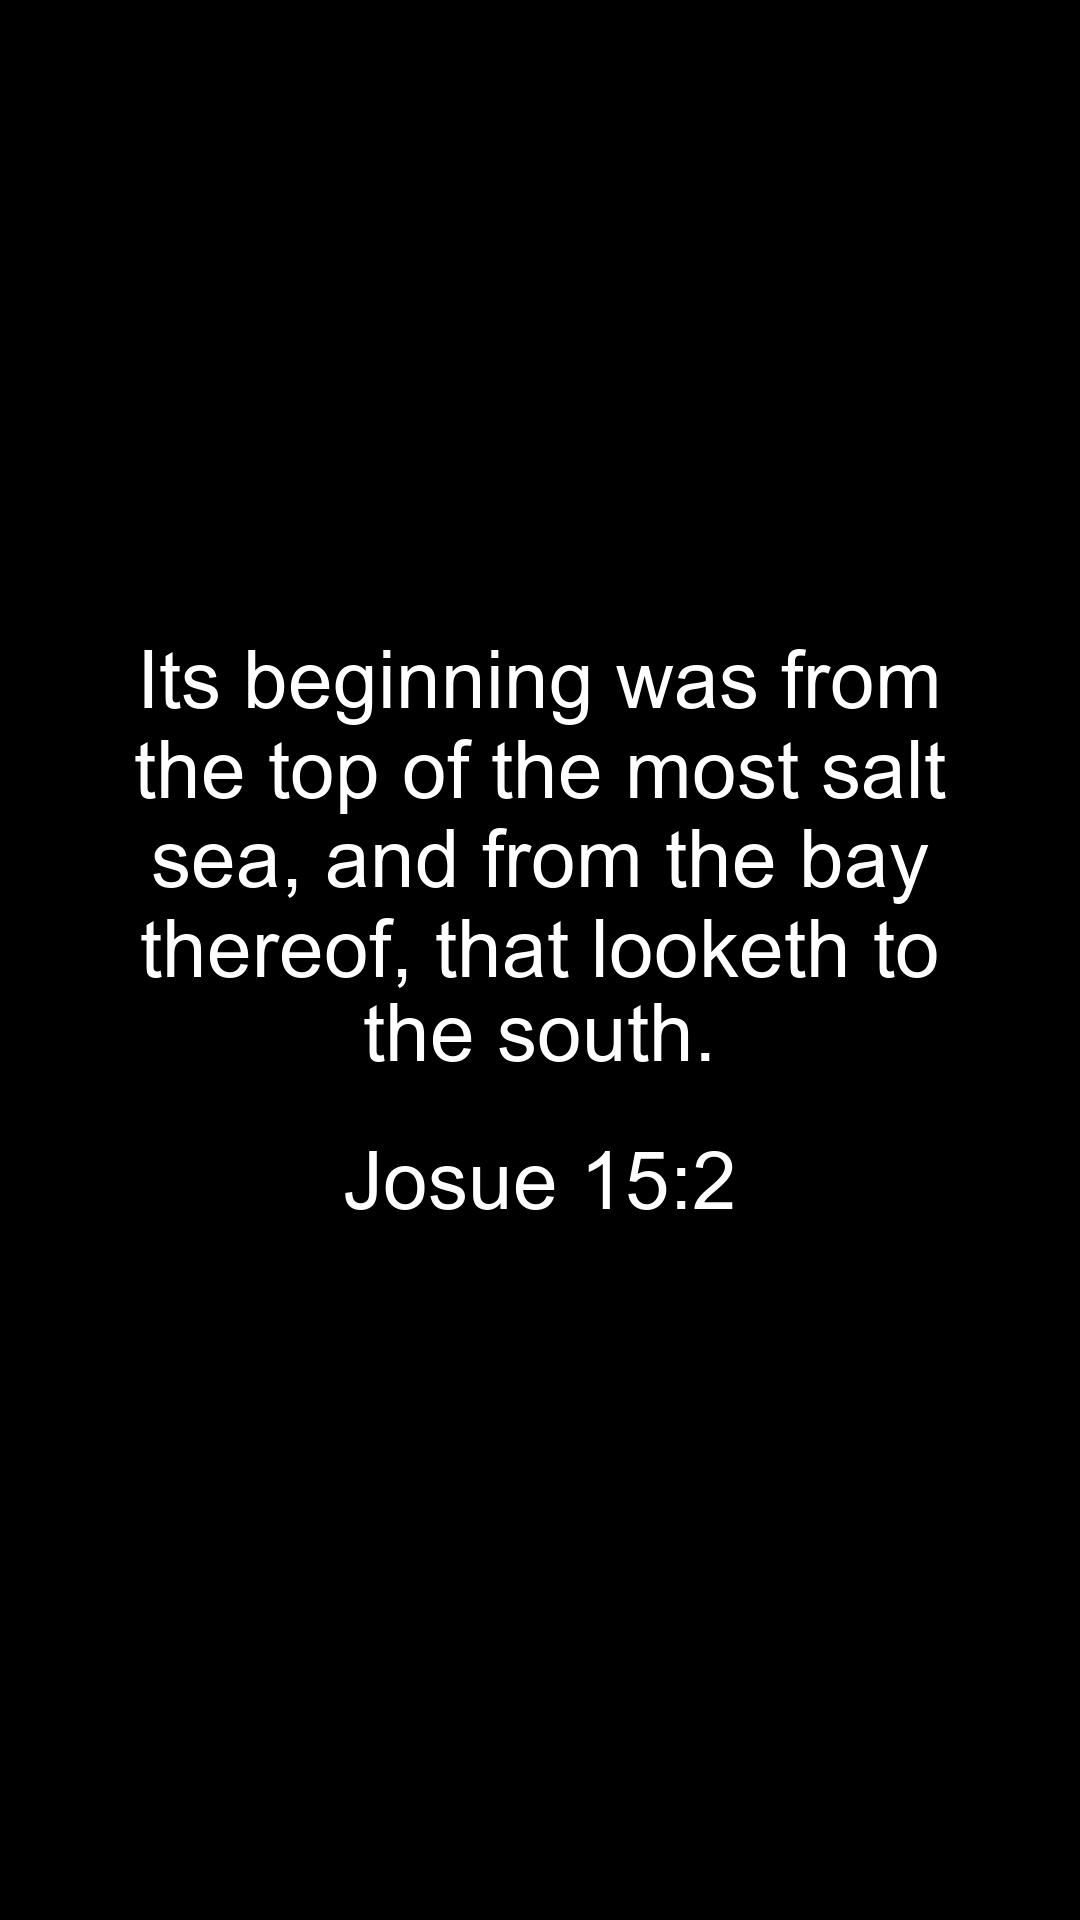 Its beginning was from
the top of the most salt
sea, and from the bay
thereof, that looketh to
the south.
Josue 15:2